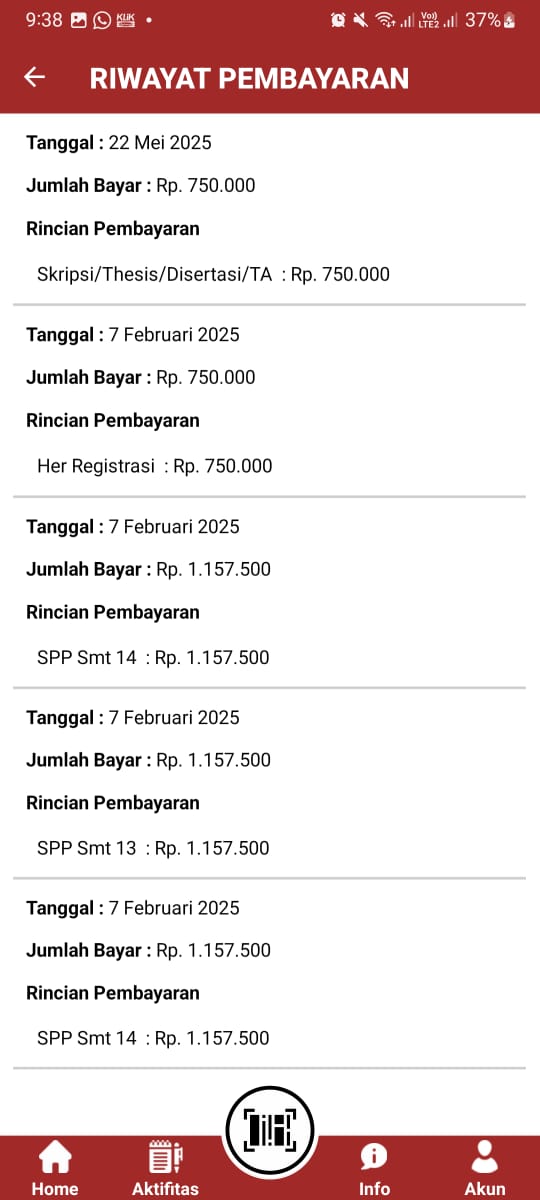 9:38 KLIK Vo)) LTE2 37%
RIWAYAT PEMBAYARAN
Tanggal : 22 Mei 2025
Jumlah Bayar : Rp. 750.000
Rincian Pembayaran
Skripsi/Thesis/Disertasi/TA : Rp. 750.000
Tanggal : 7 Februari 2025
Jumlah Bayar : Rp. 750.000
Rincian Pembayaran
Her Registrasi : Rp. 750.000
Tanggal : 7 Februari 2025
Jumlah Bayar : Rp. 1.157.500
Rincian Pembayaran
SPP Smt 14 : Rp. 1.157.500
Tanggal : 7 Februari 2025
Jumlah Bayar : Rp. 1.157.500
Rincian Pembayaran
SPP Smt 13 : Rp. 1.157.500
Tanggal : 7 Februari 2025
Jumlah Bayar : Rp. 1.157.500
Rincian Pembayaran
SPP Smt 14 : Rp. 1.157.500
Home Aktifitas Info Akun